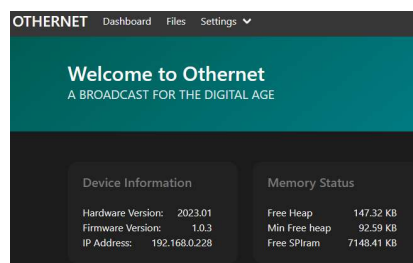 OTHERNET Dashboard Files Settings
Welcome to Othernet
A BROADCAST FOR THE DIGITAL AGE
Device Information
Hardware Version: 2023.01
Firmware Version: 1.0.3
IP Address: 192.168.0.228
Memory Status
Free Heap 147.32 KB
Min Free heap 92.59 KB
Free SPIram 7148.41 KB